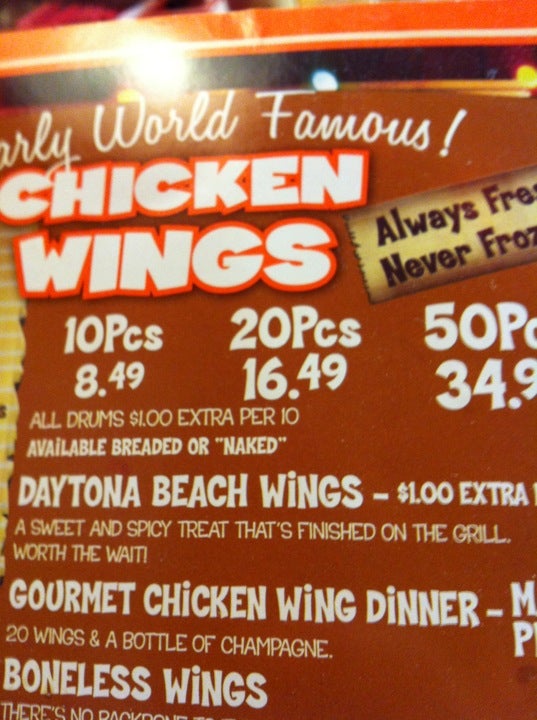 World Famous!
CHICKEN
WINGS
Always
Never
10Pcs 20Pcs
8.49 16.49
ALL DRUMS $1.00 EXTRA PER 10
AVAILABLE BREADED OR "NAKED"
DAYTONA BEACH WINGS – $1.00 EXTRA
A SWEET AND SPICY TREAT THAT'S FINISHED ON THE GRILL.
WORTH THE WAIT!
GOURMET CHICKEN WING DINNER –
20 WINGS & A BOTTLE OF CHAMPAGNE.
BONELESS WINGS
THERE'S NO